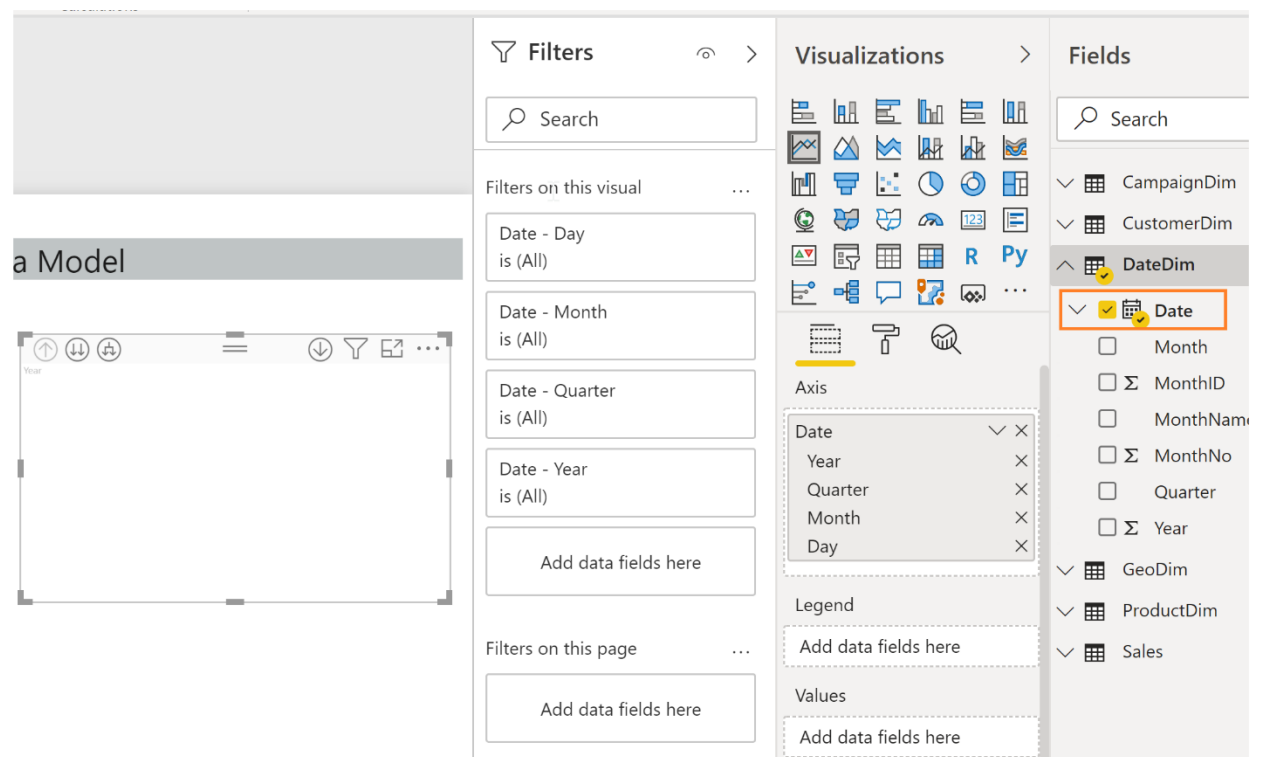 Filters
Search
Filters on this visual
...
Date - Day
is (All)
Date - Month
is (All)
Date - Quarter
is (All)
Date - Year
is (All)
Add data fields here
Filters on this page
...
Add data fields here
a Model
Year
Visualizations
123
R
Py
Axis
Date
Year
Quarter
Month
Day
Legend
Add data fields here
Values
Add data fields here
Fields
Search
CampaignDim
CustomerDim
DateDim
Date
Month
Σ MonthID
MonthName
Σ MonthNo
Quarter
Σ Year
GeoDim
ProductDim
Sales